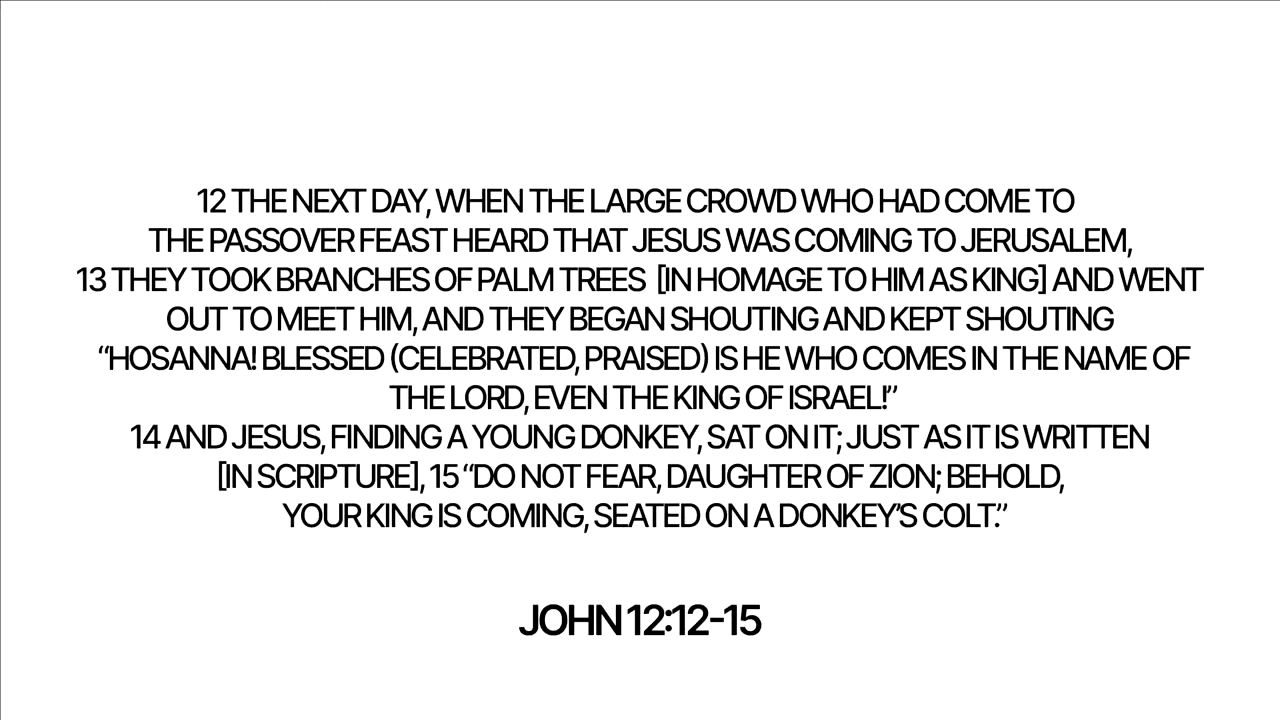 12 THE NEXT DAY, WHEN THE LARGE CROWD WHO HAD COME TO
THE PASSOVER FEAST HEARD THAT JESUS WAS COMING TO JERUSALEM,
13 THEY TOOK BRANCHES OF PALM TREES  [IN HOMAGE TO HIM AS KING] AND WENT
OUT TO MEET HIM, AND THEY BEGAN SHOUTING AND KEPT SHOUTING
“HOSANNA! BLESSED (CELEBRATED, PRAISED) IS HE WHO COMES IN THE NAME OF
THE LORD, EVEN THE KING OF ISRAEL!”
14 AND JESUS, FINDING A YOUNG DONKEY, SAT ON IT; JUST AS IT IS WRITTEN
[IN SCRIPTURE], 15 “DO NOT FEAR, DAUGHTER OF ZION; BEHOLD,
YOUR KING IS COMING, SEATED ON A DONKEY’S COLT.”
JOHN 12:12-15